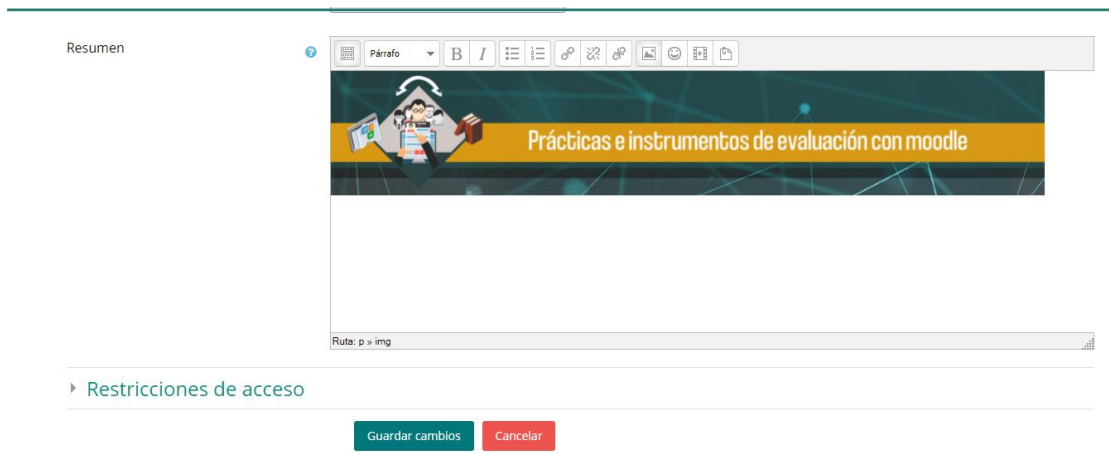 Resumen
Párrafo
B I
Prácticas e instrumentos de evaluación con moodle
Ruta: p » img
Restricciones de acceso
Guardar cambios Cancelar